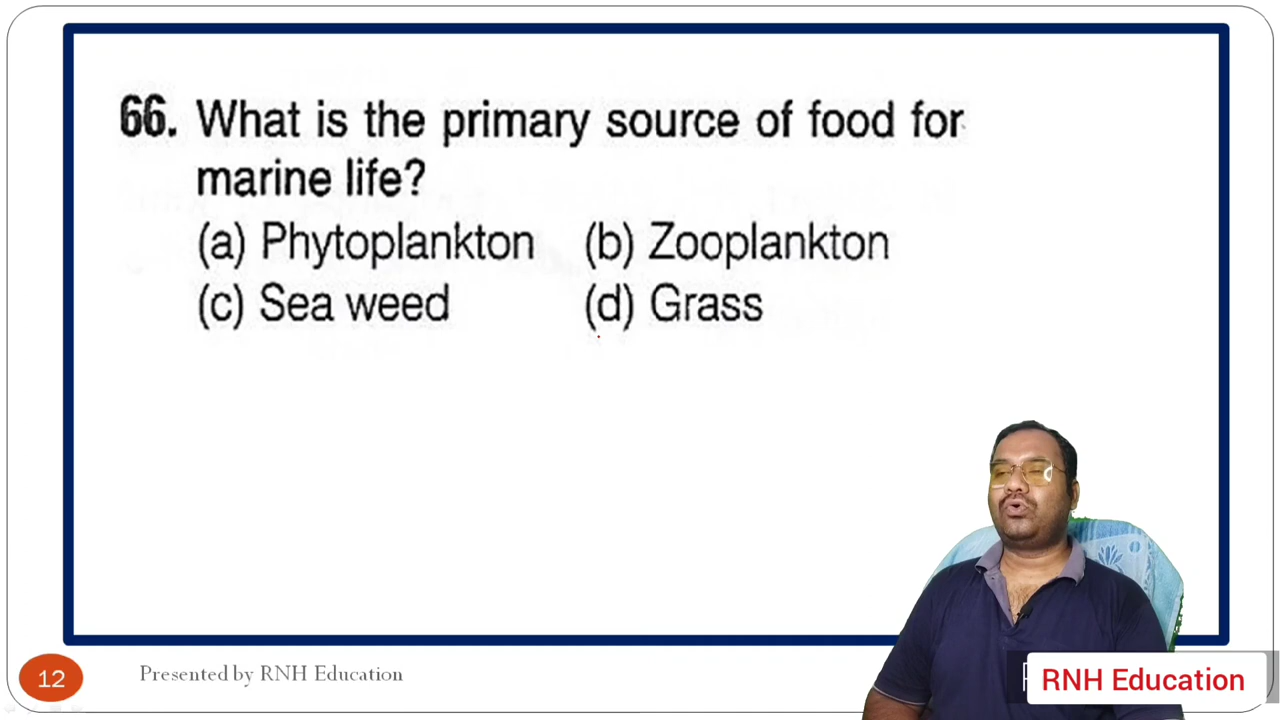 66. What is the primary source of food for
marine life?
(a) Phytoplankton (b) Zooplankton
(c) Sea weed (d) Grass
12 Presented by RNH Education
RNH Education